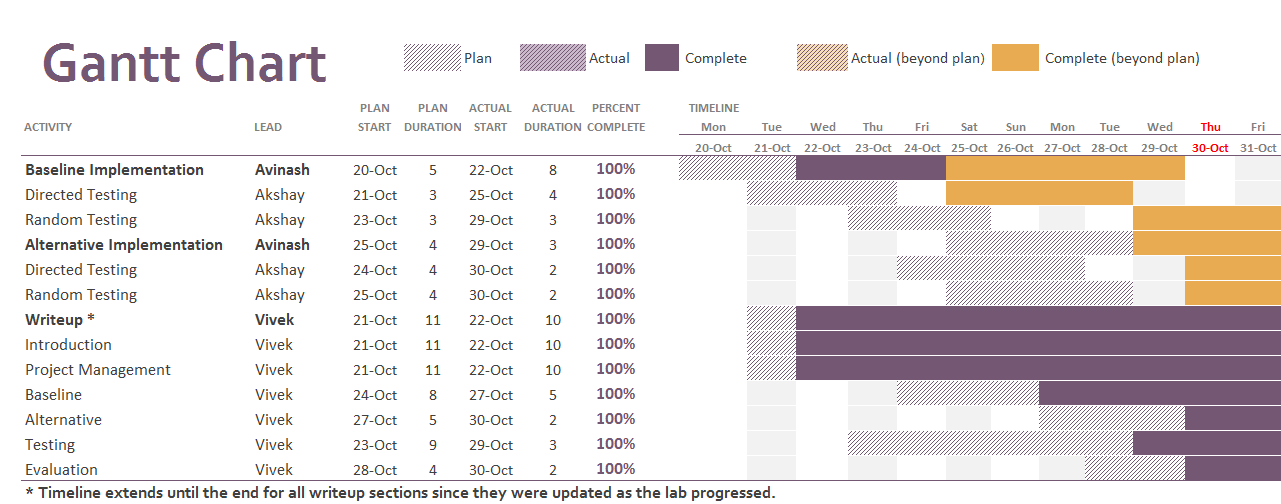 Gantt Chart
Plan Actual Complete Actual (beyond plan) Complete (beyond plan)
PLAN PLAN ACTUAL ACTUAL PERCENT TIMELINE
ACTIVITY LEAD START DURATION START DURATION COMPLETE Mon Tue Wed Thu Fri Sat Sun Mon Tue Wed Thu Fri
20-Oct 21-Oct 22-Oct 23-Oct 24-Oct 25-Oct 26-Oct 27-Oct 28-Oct 29-Oct 30-Oct 31-Oct
Baseline Implementation Avinash 20-Oct 5 22-Oct 8 100%
Directed Testing Akshay 21-Oct 3 25-Oct 4 100%
Random Testing Akshay 23-Oct 3 29-Oct 3 100%
Alternative Implementation Avinash 25-Oct 4 29-Oct 3 100%
Directed Testing Akshay 24-Oct 4 30-Oct 2 100%
Random Testing Akshay 25-Oct 4 30-Oct 2 100%
Writeup * Vivek 21-Oct 11 22-Oct 10 100%
Introduction Vivek 21-Oct 11 22-Oct 10 100%
Project Management Vivek 21-Oct 11 22-Oct 10 100%
Baseline Vivek 24-Oct 8 27-Oct 5 100%
Alternative Vivek 27-Oct 5 30-Oct 2 100%
Testing Vivek 23-Oct 9 29-Oct 3 100%
Evaluation Vivek 28-Oct 4 30-Oct 2 100%
* Timeline extends until the end for all writeup sections since they were updated as the lab progressed.